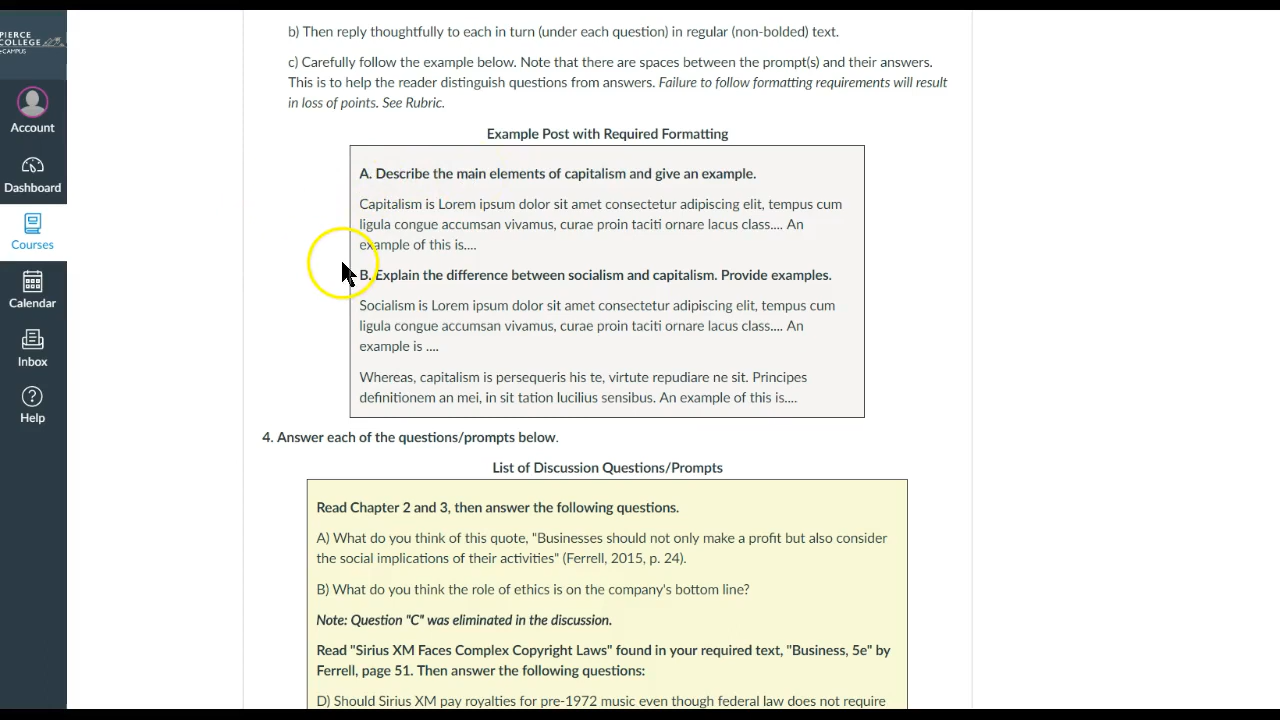 PIERCE
COLLEGE
eCAMPUS
Account
Dashboard
Courses
Calendar
Inbox
Help
b) Then reply thoughtfully to each in turn (under each question) in regular (non-bolded) text.
c) Carefully follow the example below. Note that there are spaces between the prompt(s) and their answers.
This is to help the reader distinguish questions from answers. Failure to follow formatting requirements will result
in loss of points. See Rubric.
Example Post with Required Formatting
A. Describe the main elements of capitalism and give an example.
Capitalism is Lorem ipsum dolor sit amet consectetur adipiscing elit, tempus cum
ligula congue accumsan vivamus, curae proin taciti ornare lacus class.... An
example of this is....
B. Explain the difference between socialism and capitalism. Provide examples.
Socialism is Lorem ipsum dolor sit amet consectetur adipiscing elit, tempus cum
ligula congue accumsan vivamus, curae proin taciti ornare lacus class.... An
example is ....
Whereas, capitalism is persequeris his te, virtute repudiare ne sit. Principes
definitionem an mei, in sit tation lucilius sensibus. An example of this is....
4. Answer each of the questions/prompts below.
List of Discussion Questions/Prompts
Read Chapter 2 and 3, then answer the following questions.
A) What do you think of this quote, "Businesses should not only make a profit but also consider
the social implications of their activities" (Ferrell, 2015, p. 24).
B) What do you think the role of ethics is on the company's bottom line?
Note: Question "C" was eliminated in the discussion.
Read "Sirius XM Faces Complex Copyright Laws" found in your required text, "Business, 5e" by
Ferrell, page 51. Then answer the following questions:
D) Should Sirius XM pay royalties for pre-1972 music even though federal law does not require